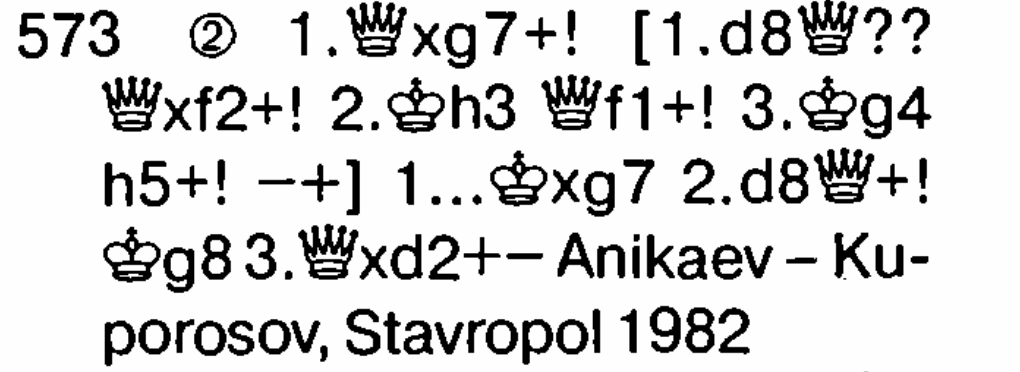 573 ② 1.♕xg7+! [1.d8♕??
♕xf2+! 2.♔h3 ♕f1+! 3.♔g4
h5+! −+] 1...♔xg7 2.d8♕+!
♔g8 3.♕xd2+− Anikaev – Ku-
porosov, Stavropol 1982